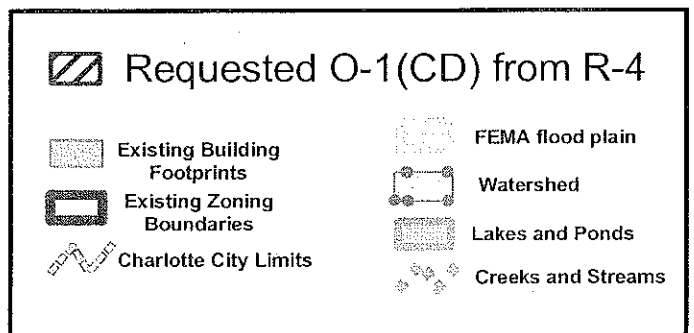 Requested O-1(CD) from R-4
Existing Building
Footprints
Existing Zoning
Boundaries
Charlotte City Limits
FEMA flood plain
Watershed
Lakes and Ponds
Creeks and Streams